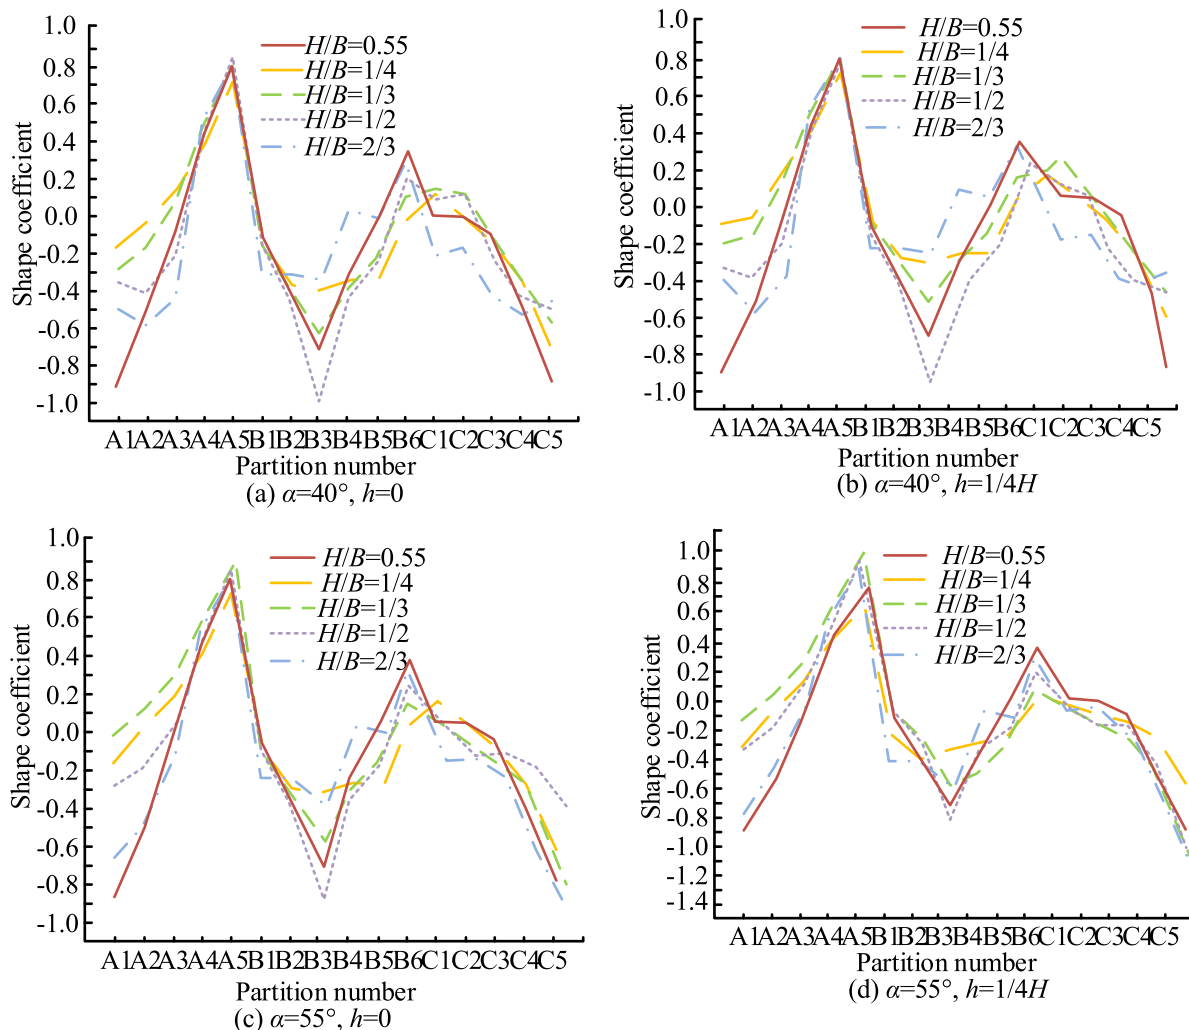 1.0
0.8
0.6
0.4
0.2
0.0
-0.2
-0.4
-0.6
-0.8
-1.0
Shape coefficient
H/B=0.55
H/B=1/4
H/B=1/3
H/B=1/2
H/B=2/3
A1A2A3A4A5B1B2B3B4B5B6C1C2C3C4C5
Partition number
(a) α=40°, h=0
1.0
0.8
0.6
0.4
0.2
0.0
-0.2
-0.4
-0.6
-0.8
-1.0
Shape coefficient
H/B=0.55
H/B=1/4
H/B=1/3
H/B=1/2
H/B=2/3
A1A2A3A4A5B1B2B3B4B5B6C1C2C3C4C5
Partition number
(b) α=40°, h=1/4H
1.0
0.8
0.6
0.4
0.2
0.0
-0.2
-0.4
-0.6
-0.8
-1.0
Shape coefficient
H/B=0.55
H/B=1/4
H/B=1/3
H/B=1/2
H/B=2/3
A1A2A3A4A5B1B2B3B4B5B6C1C2C3C4C5
Partition number
(c) α=55°, h=0
1.0
0.8
0.6
0.4
0.2
0.0
-0.2
-0.4
-0.6
-0.8
-1.0
-1.2
-1.4
Shape coefficient
H/B=0.55
H/B=1/4
H/B=1/3
H/B=1/2
H/B=2/3
A1A2A3A4A5B1B2B3B4B5B6C1C2C3C4C5
Partition number
(d) α=55°, h=1/4H